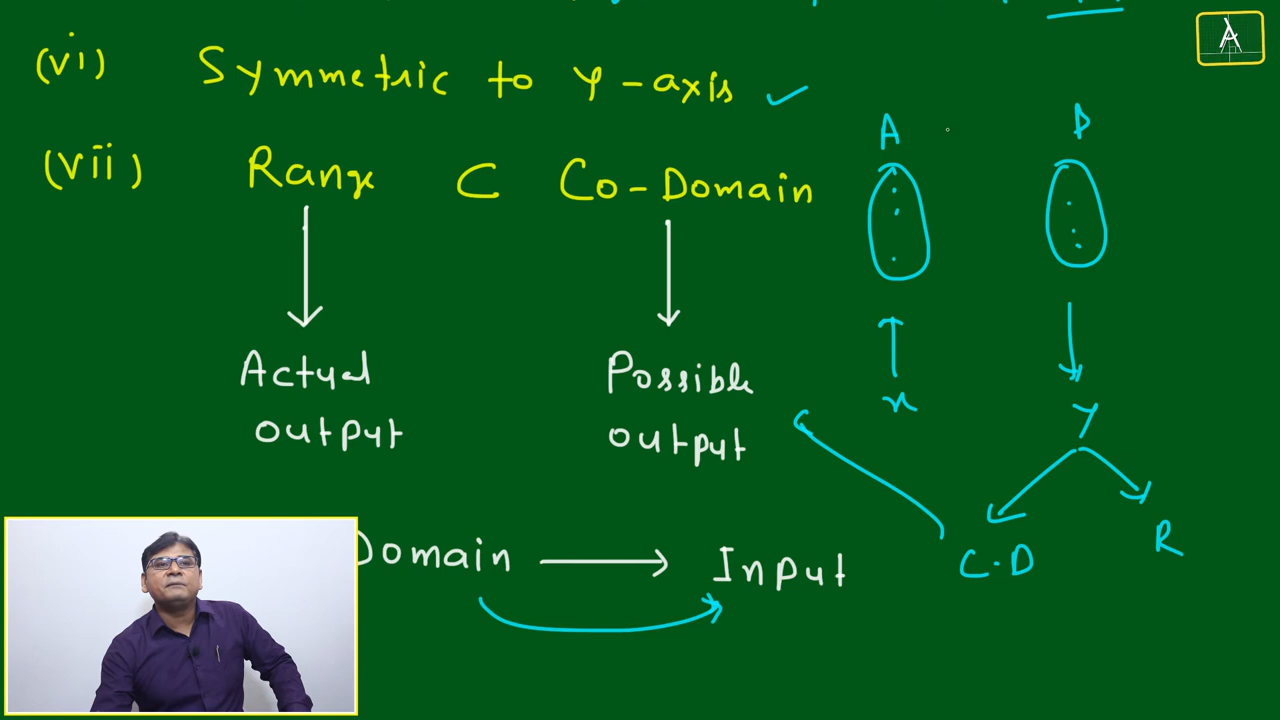 (vi) Symmetric to Y-axis ✓
(vii) Range ⊂ Co-Domain
Actual output
Possible output
Domain → Input
A
x
Y
C.D
R
A